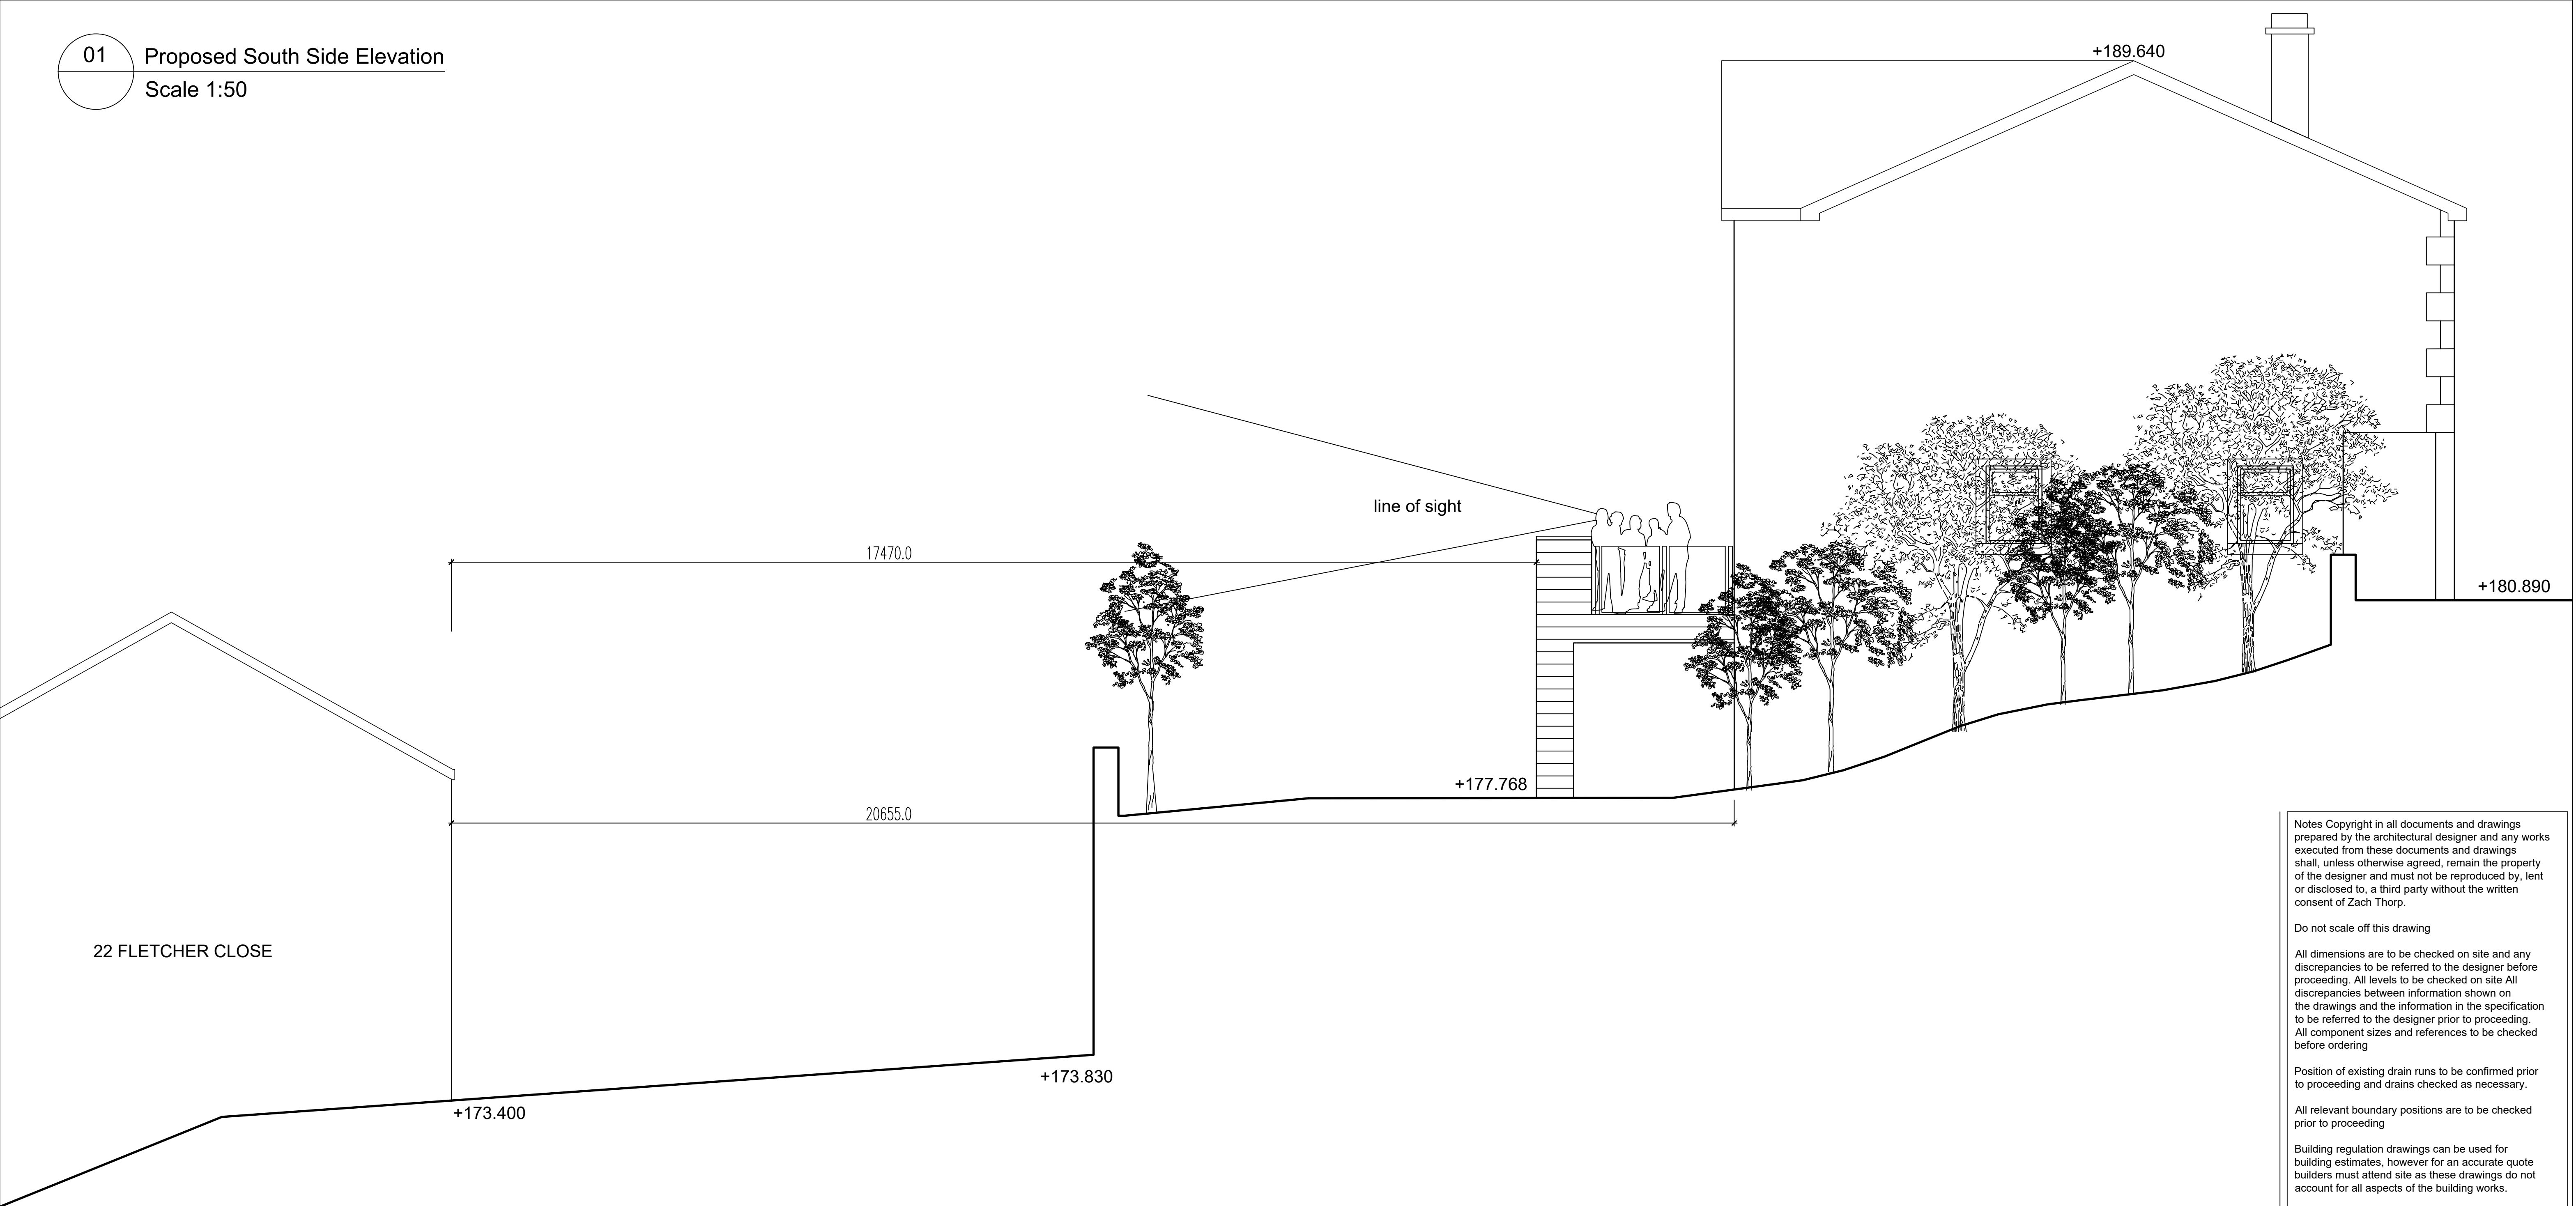 01
Proposed South Side Elevation
Scale 1:50
+189.640
line of sight
17470.0
+180.890
+177.768
20655.0
22 FLETCHER CLOSE
+173.830
+173.400
Notes Copyright in all documents and drawings
prepared by the architectural designer and any works
executed from these documents and drawings
shall, unless otherwise agreed, remain the property
of the designer and must not be reproduced by, lent
or disclosed to, a third party without the written
consent of Zach Thorp.
Do not scale off this drawing
All dimensions are to be checked on site and any
discrepancies to be referred to the designer before
proceeding. All levels to be checked on site All
discrepancies between information shown on
the drawings and the information in the specification
to be referred to the designer prior to proceeding.
All component sizes and references to be checked
before ordering
Position of existing drain runs to be confirmed prior
to proceeding and drains checked as necessary.
All relevant boundary positions are to be checked
prior to proceeding
Building regulation drawings can be used for
building estimates, however for an accurate quote
builders must attend site as these drawings do not
account for all aspects of the building works.